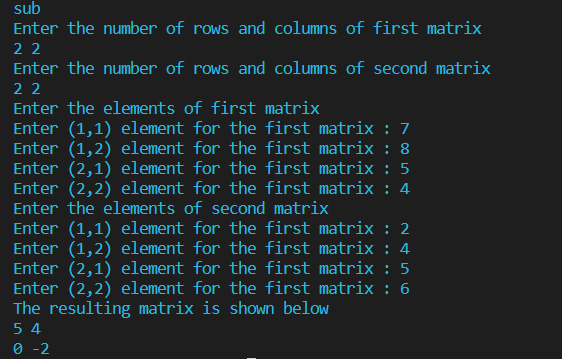 sub
Enter the number of rows and columns of first matrix
2 2
Enter the number of rows and columns of second matrix
2 2
Enter the elements of first matrix
Enter (1,1) element for the first matrix : 7
Enter (1,2) element for the first matrix : 8
Enter (2,1) element for the first matrix : 5
Enter (2,2) element for the first matrix : 4
Enter the elements of second matrix
Enter (1,1) element for the first matrix : 2
Enter (1,2) element for the first matrix : 4
Enter (2,1) element for the first matrix : 5
Enter (2,2) element for the first matrix : 6
The resulting matrix is shown below
5 4
0 -2